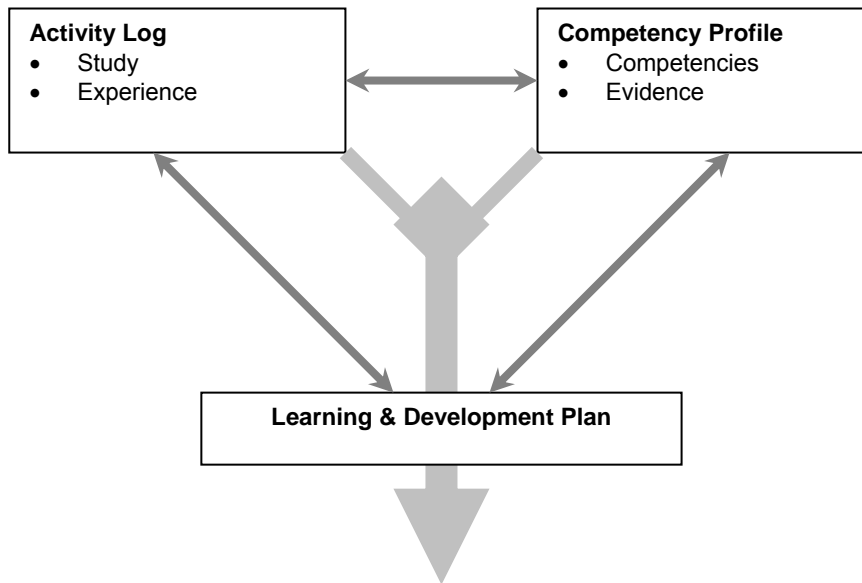 Activity Log
• Study
• Experience
Competency Profile
• Competencies
• Evidence
Learning & Development Plan